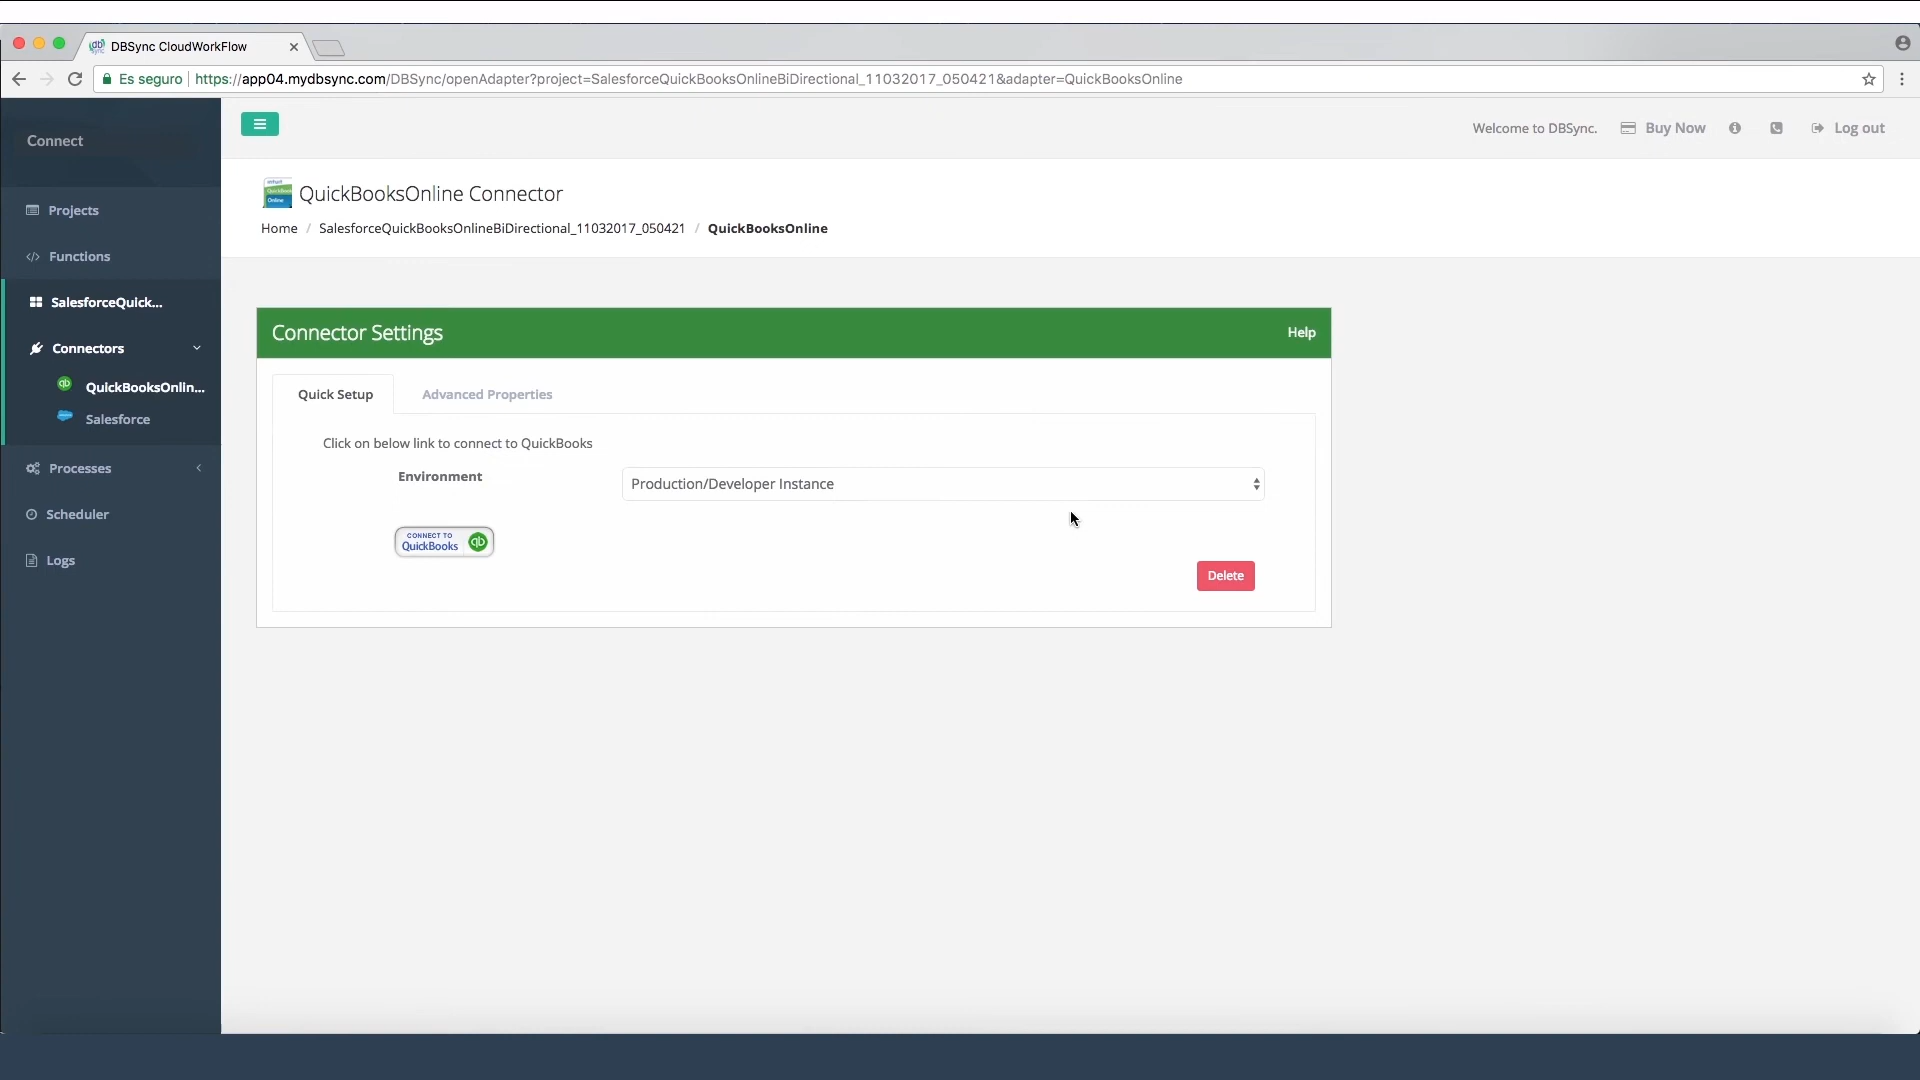 DBSync CloudWorkFlow
Es seguro https://app04.mydbsync.com/DBSync/openAdapter?project=SalesforceQuickBooksOnlineBiDirectional_11032017_050421&adapter=QuickBooksOnline
Connect
Welcome to DBSync. Buy Now Log out
QuickBooksOnline Connector
Home / SalesforceQuickBooksOnlineBiDirectional_11032017_050421 / QuickBooksOnline
Projects
Functions
SalesforceQuick...
Connectors
QuickBooksOnlin...
Salesforce
Processes
Scheduler
Logs
Connector Settings Help
Quick Setup Advanced Properties
Click on below link to connect to QuickBooks
Environment Production/Developer Instance
CONNECT TO
QuickBooks qb
Delete